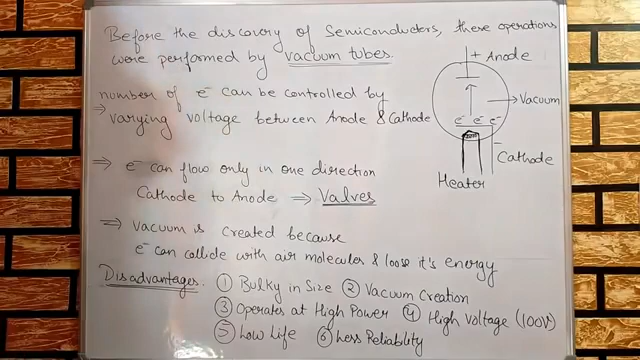 Before the discovery of Semiconductors, these operations
were performed by vacuum tubes.
+ Anode
number of e⁻ can be controlled by
⇒ varying voltage between Anode & Cathode
→ Vacuum
e⁻ e⁻ e⁻
- Cathode
Heater
⇒ e⁻ can flow only in one direction
Cathode to Anode ⇒ Valves
⇒ Vacuum is created because
e⁻ can collide with air molecules & loose it's energy
Disadvantages. ① Bulky in Size ② Vacuum Creation
③ Operates at High Power ④ High Voltage (100V)
⑤ Low Life ⑥ Less Reliability